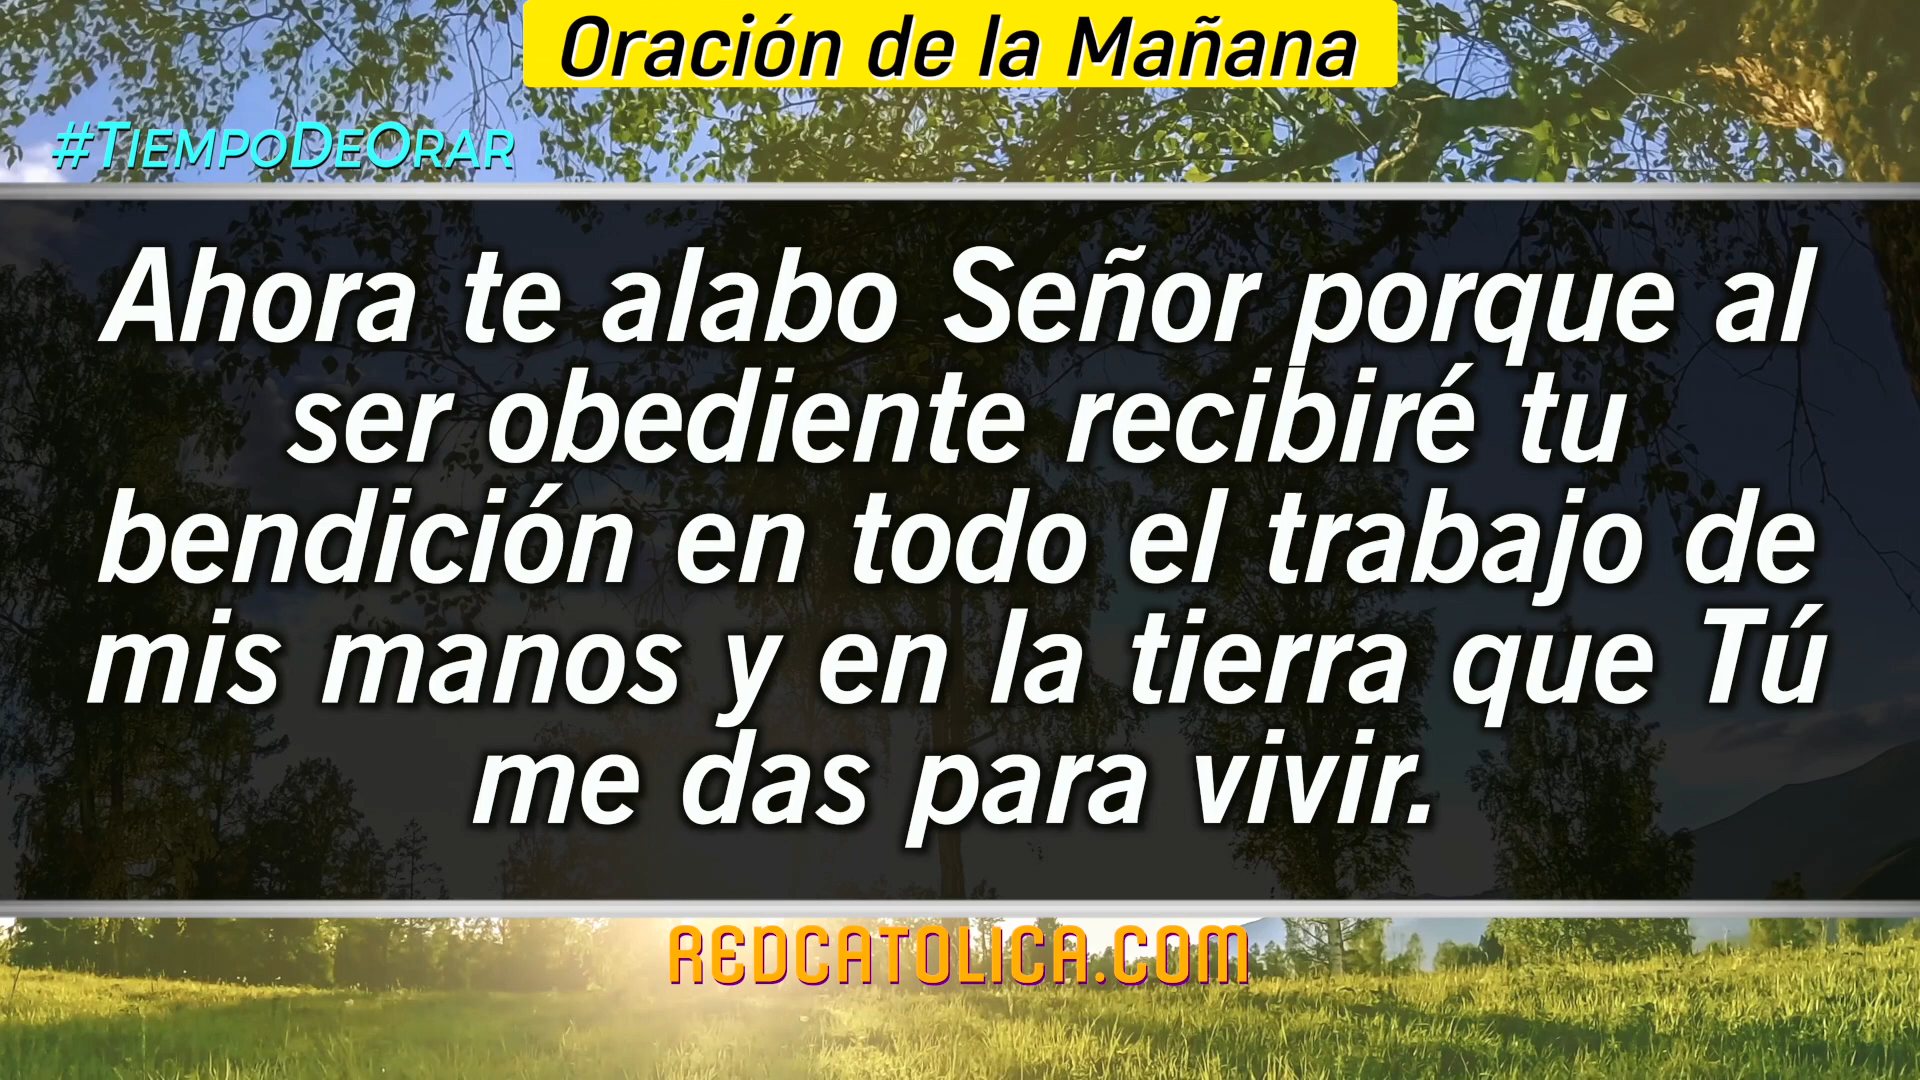 Oración de la Mañana
#TiempoDeOrar
Ahora te alabo Señor porque al
ser obediente recibiré tu
bendición en todo el trabajo de
mis manos y en la tierra que Tú
me das para vivir.
REDCATOLICA.COM